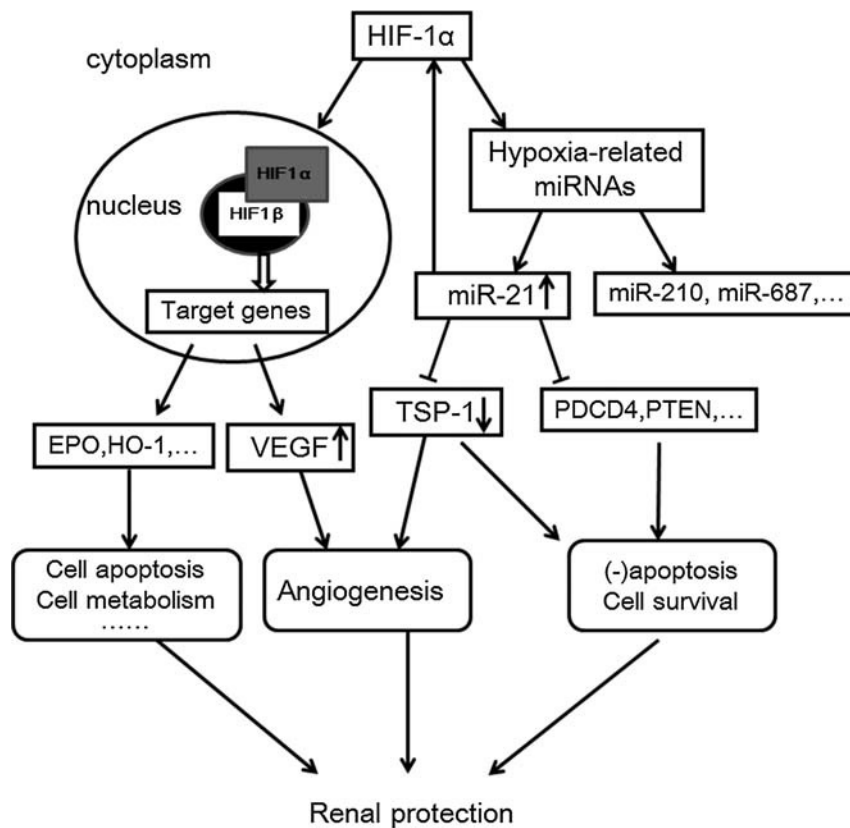 HIF-1α
cytoplasm
Hypoxia-related
miRNAs
HIF1α
nucleus
HIF1β
Target genes
miR-21↑
miR-210, miR-687,...
EPO,HO-1,...
VEGF↑
TSP-1↓
PDCD4,PTEN,...
Cell apoptosis
Cell metabolism
......
Angiogenesis
(-)apoptosis
Cell survival
Renal protection